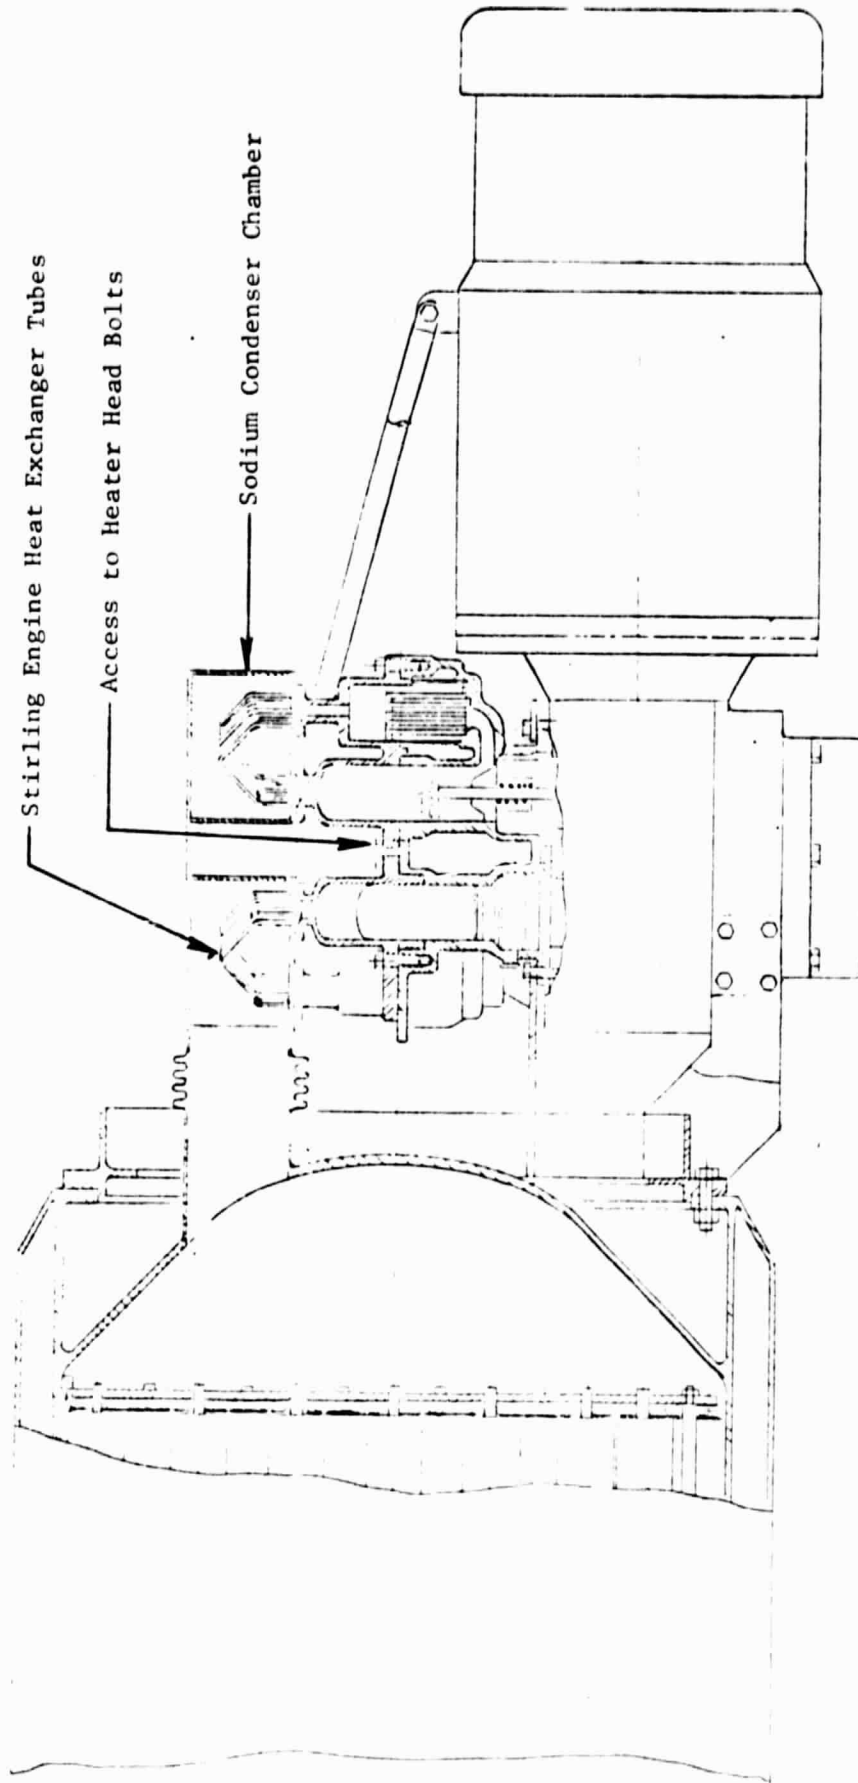 Stirling Engine Heat Exchanger Tubes
Access to Heater Head Bolts
Sodium Condenser Chamber